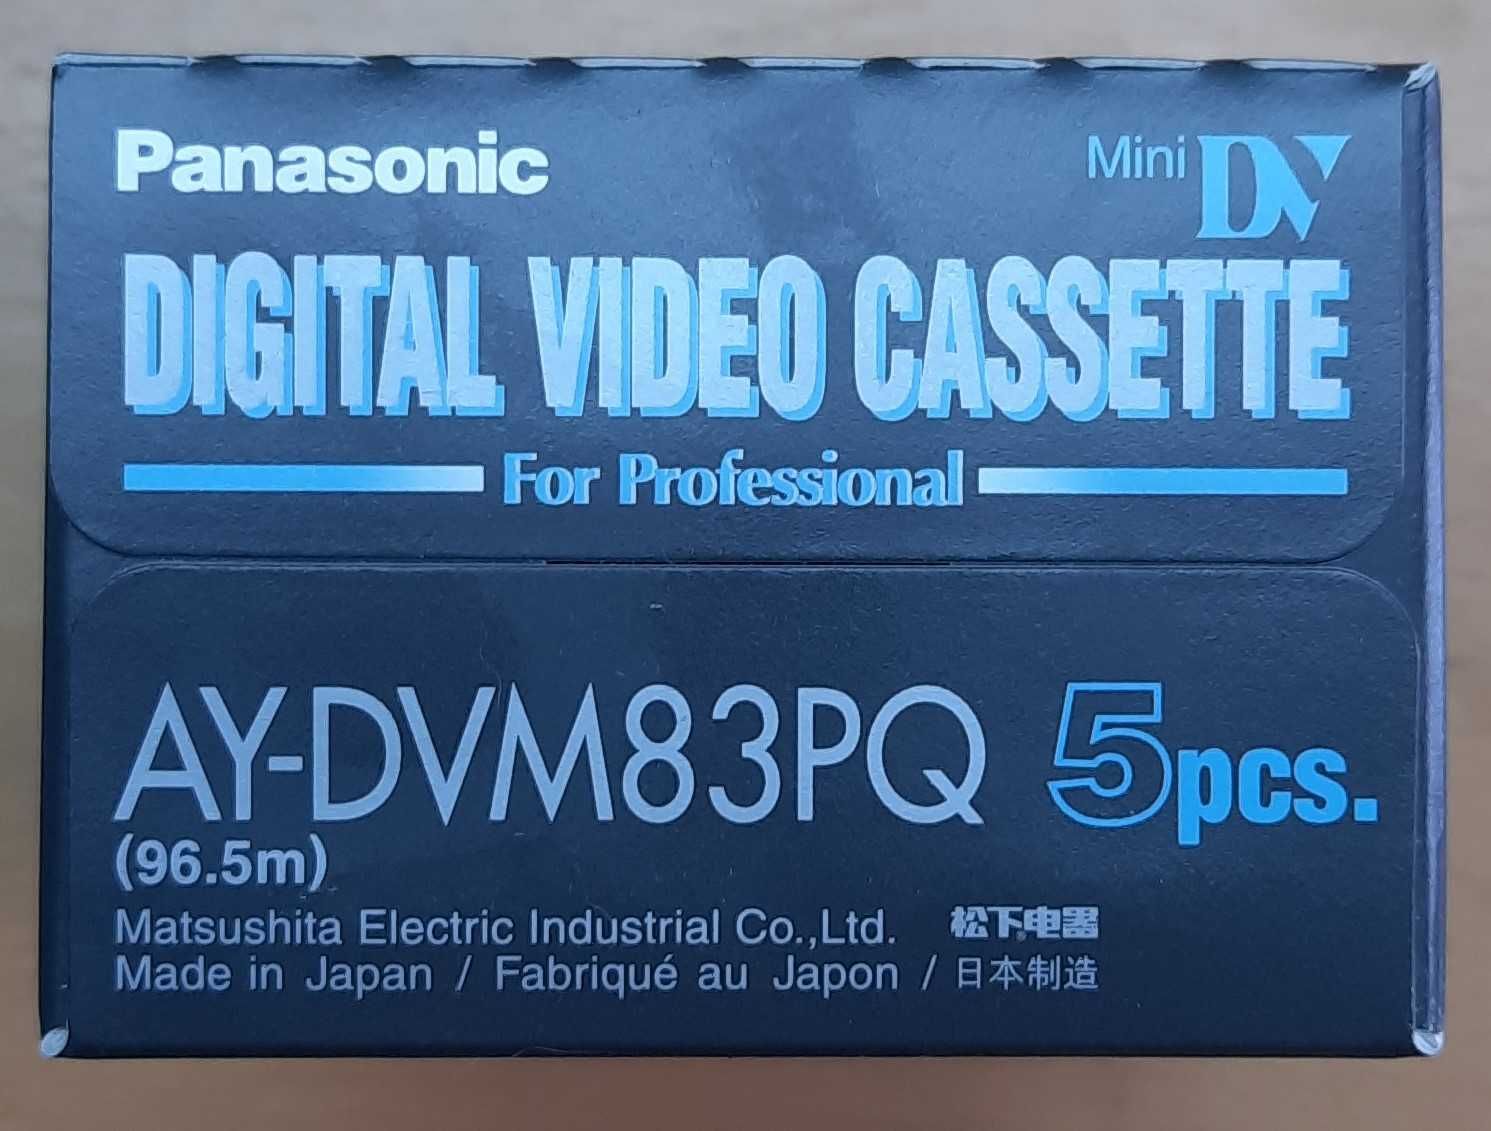 Panasonic
Mini DV
DIGITAL VIDEO CASSETTE
For Professional
AY-DVM83PQ 5pcs.
(96.5m)
Matsushita Electric Industrial Co.,Ltd. 松下电器
Made in Japan / Fabriqué au Japon / 日本制造